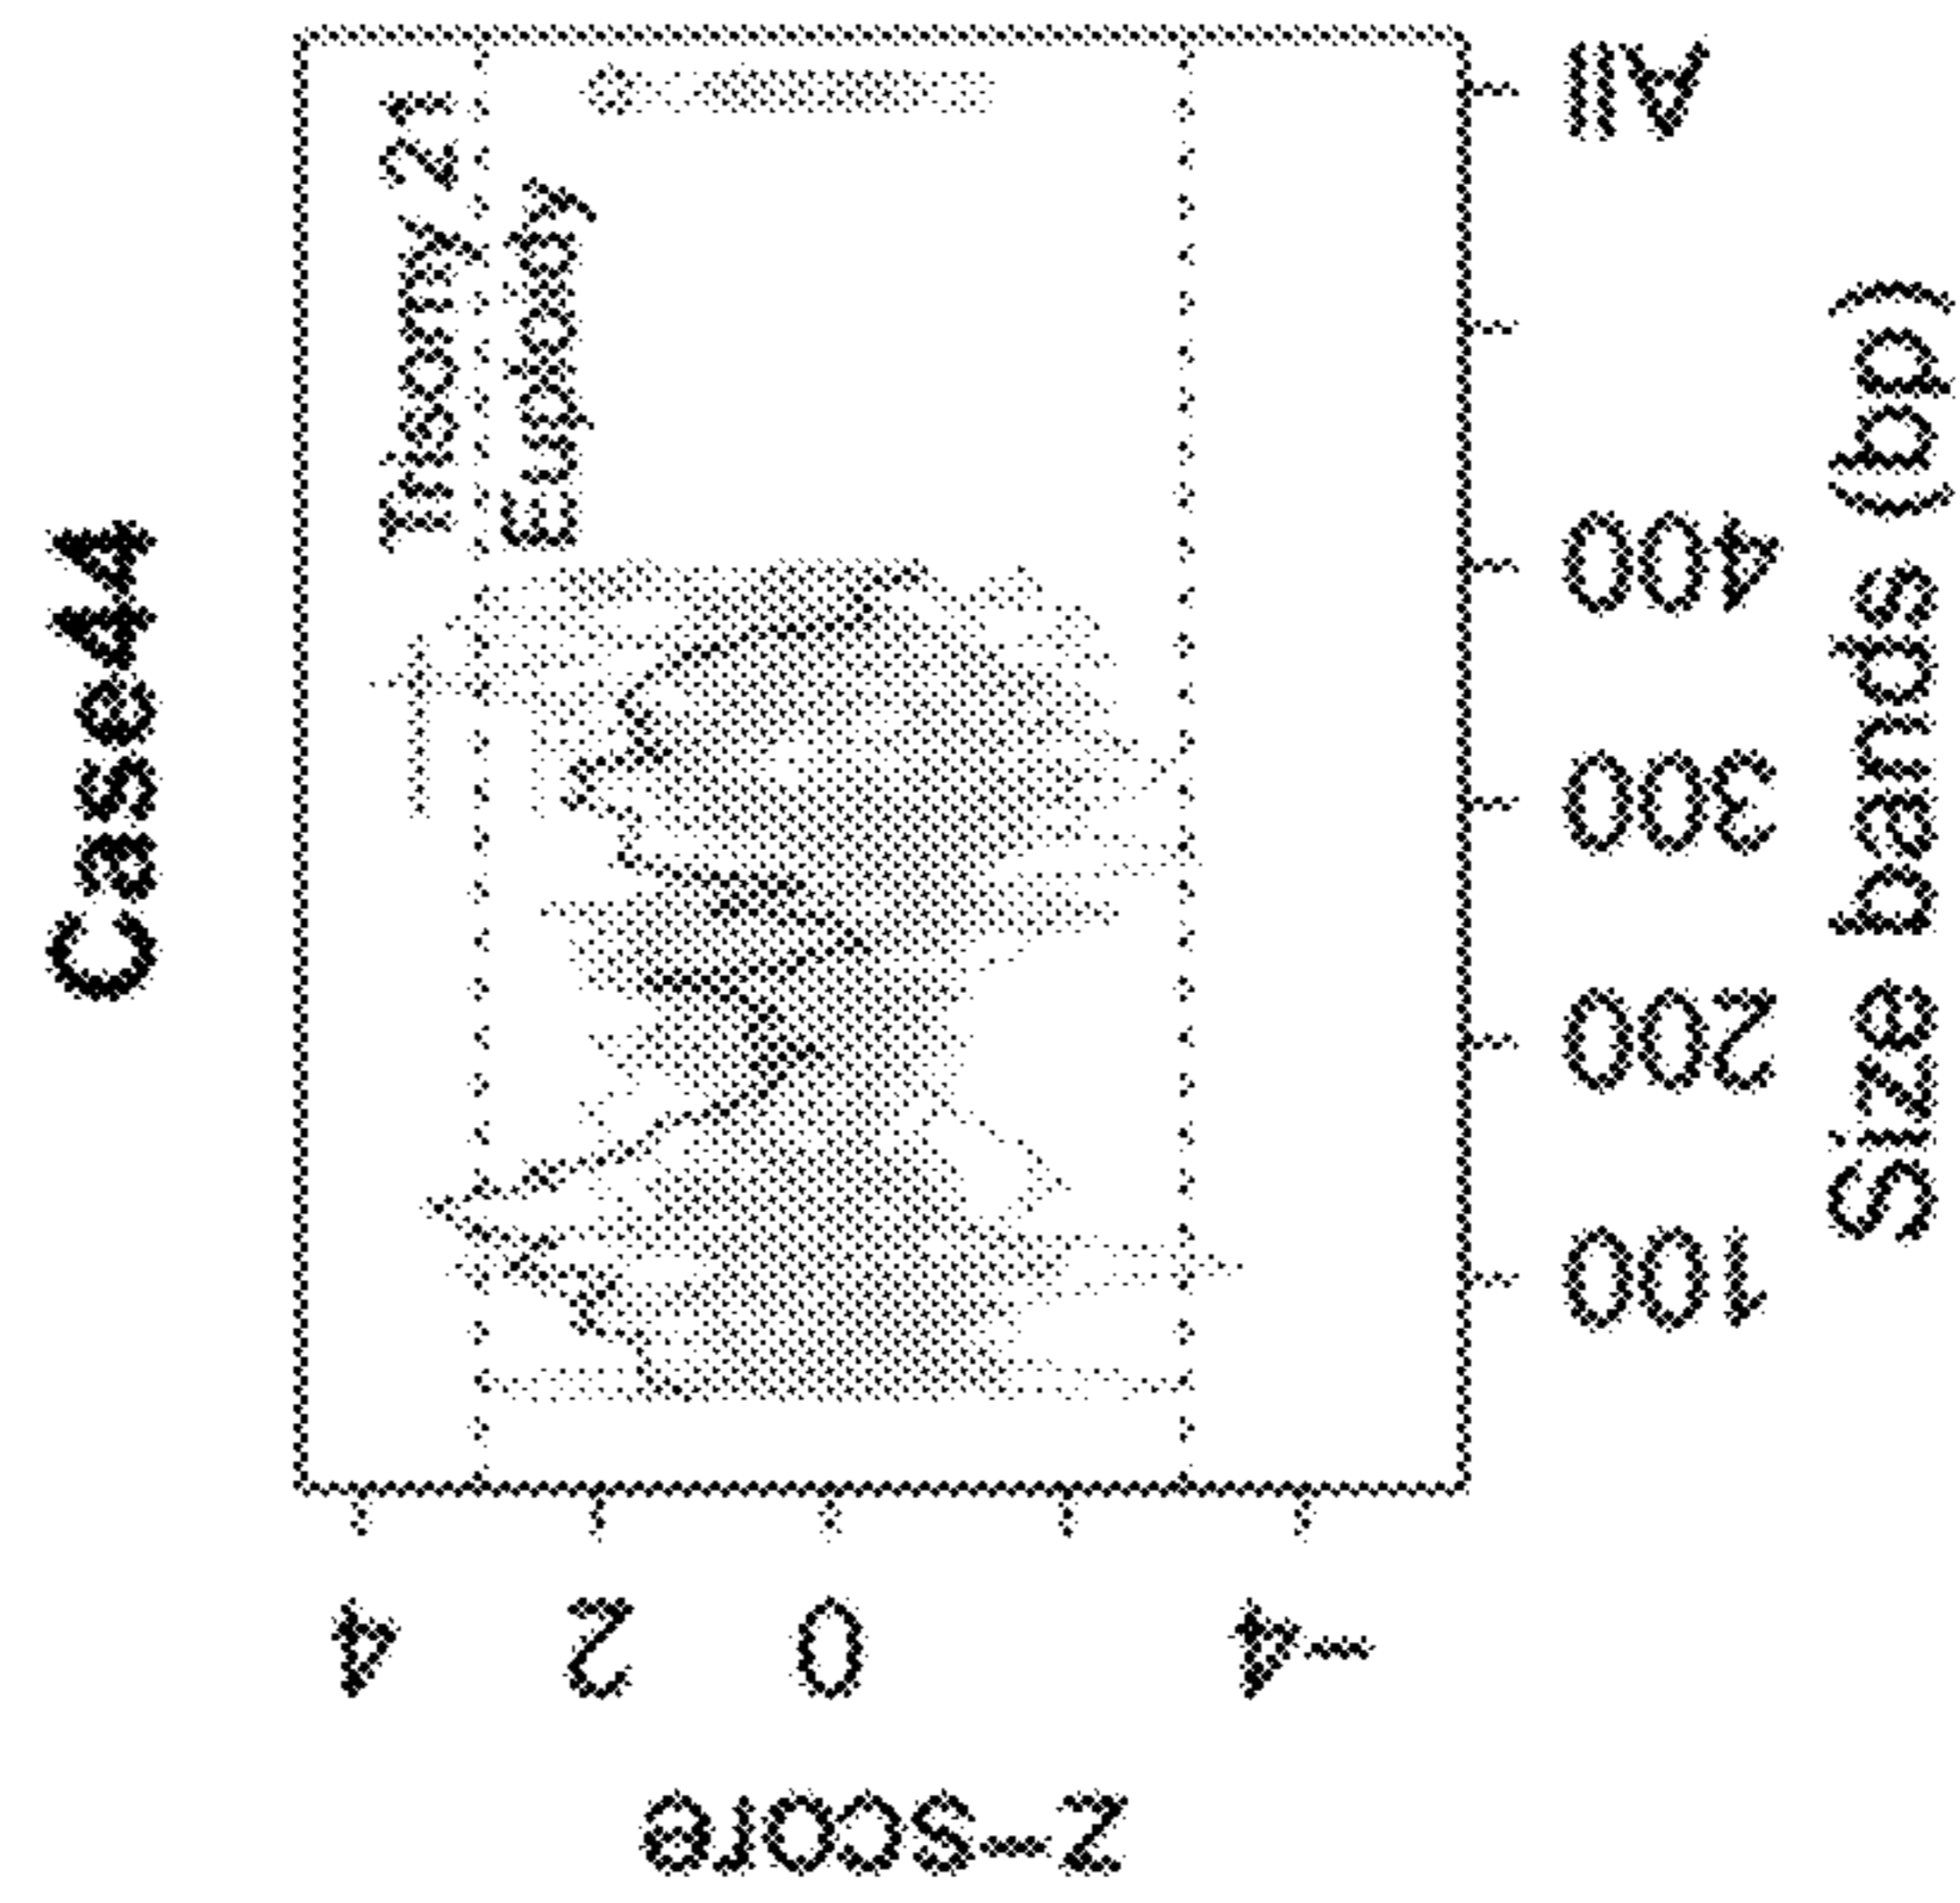 Case44
Trisomy 21
Euploidy
4
2
0
-4
Z-score
100 200 300 400 All
Size bands (bp)